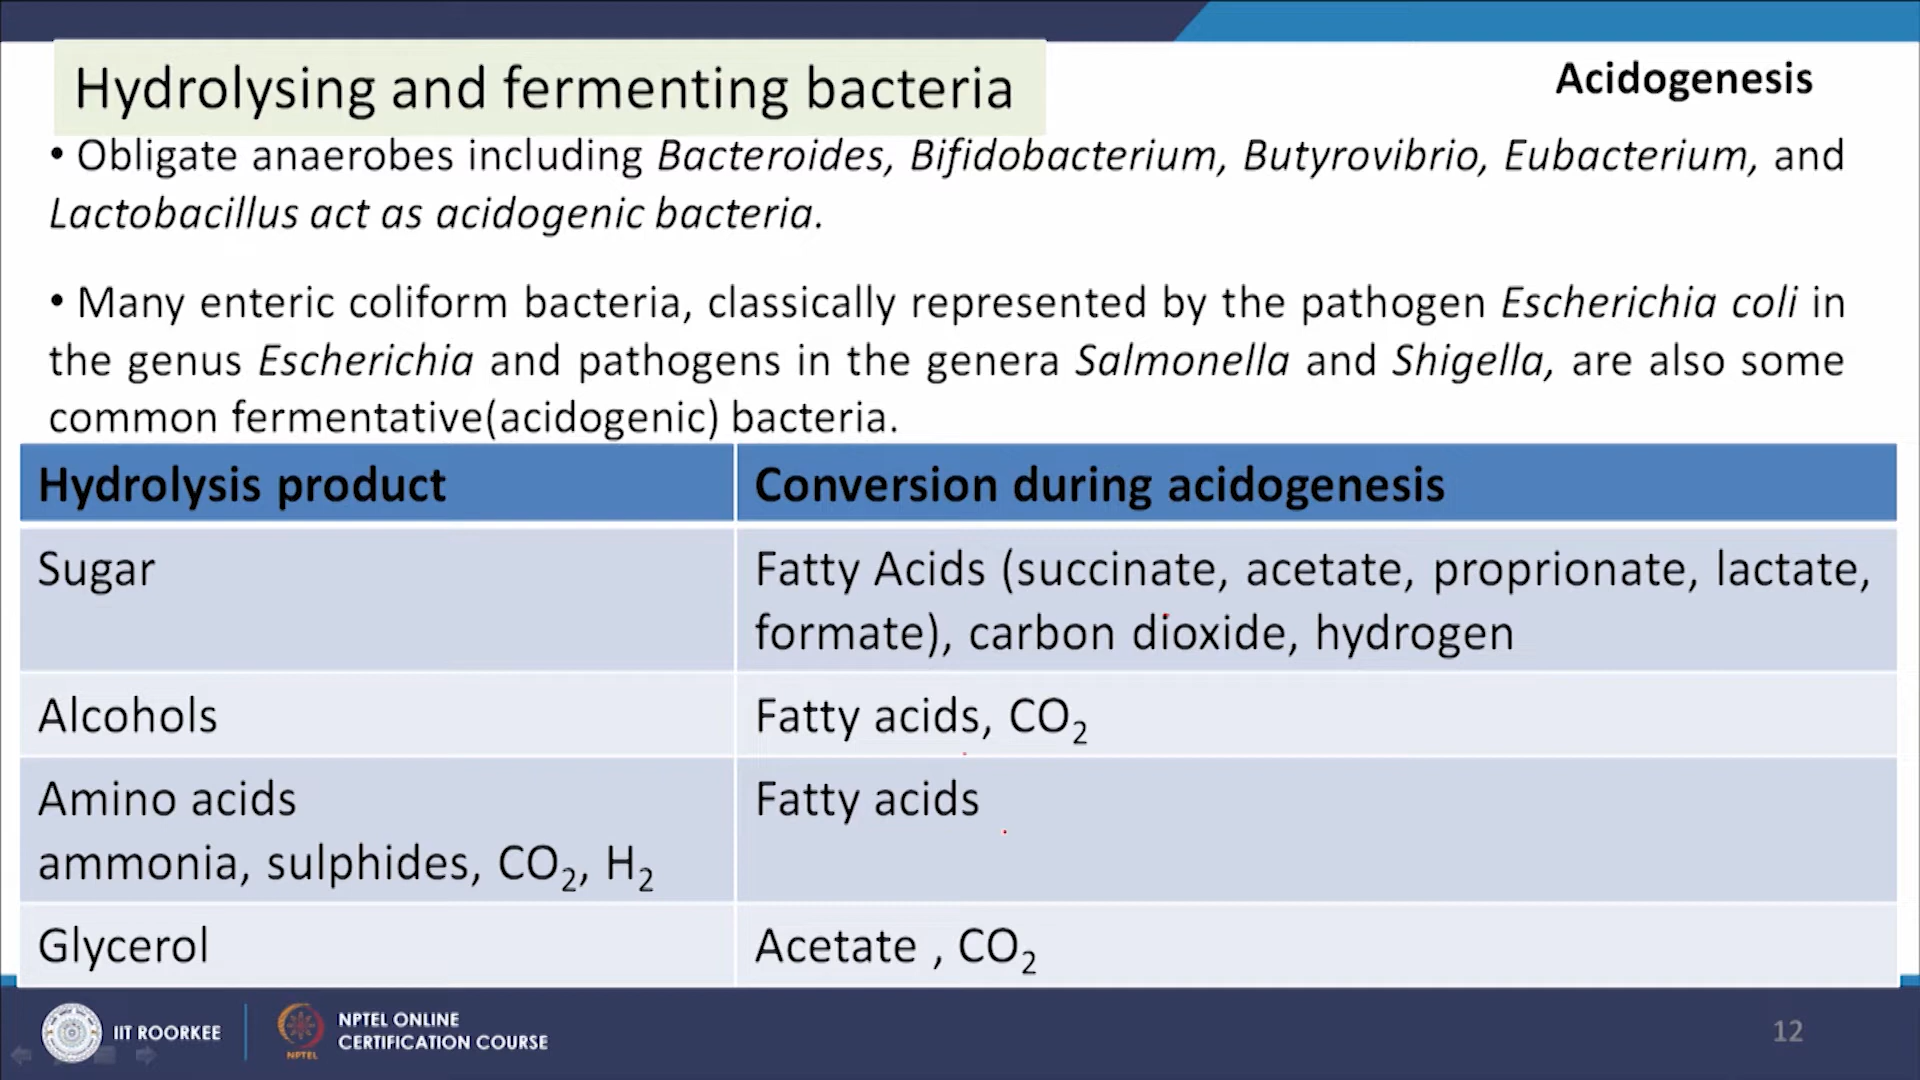 Hydrolysing and fermenting bacteria
Acidogenesis
• Obligate anaerobes including Bacteroides, Bifidobacterium, Butyrovibrio, Eubacterium, and
Lactobacillus act as acidogenic bacteria.
• Many enteric coliform bacteria, classically represented by the pathogen Escherichia coli in
the genus Escherichia and pathogens in the genera Salmonella and Shigella, are also some
common fermentative(acidogenic) bacteria.
Hydrolysis product
Conversion during acidogenesis
Sugar
Fatty Acids (succinate, acetate, proprionate, lactate,
formate), carbon dioxide, hydrogen
Alcohols
Fatty acids, CO₂
Amino acids
ammonia, sulphides, CO₂, H₂
Fatty acids
Glycerol
Acetate , CO₂
IIT ROORKEE
NPTEL
NPTEL ONLINE
CERTIFICATION COURSE
12